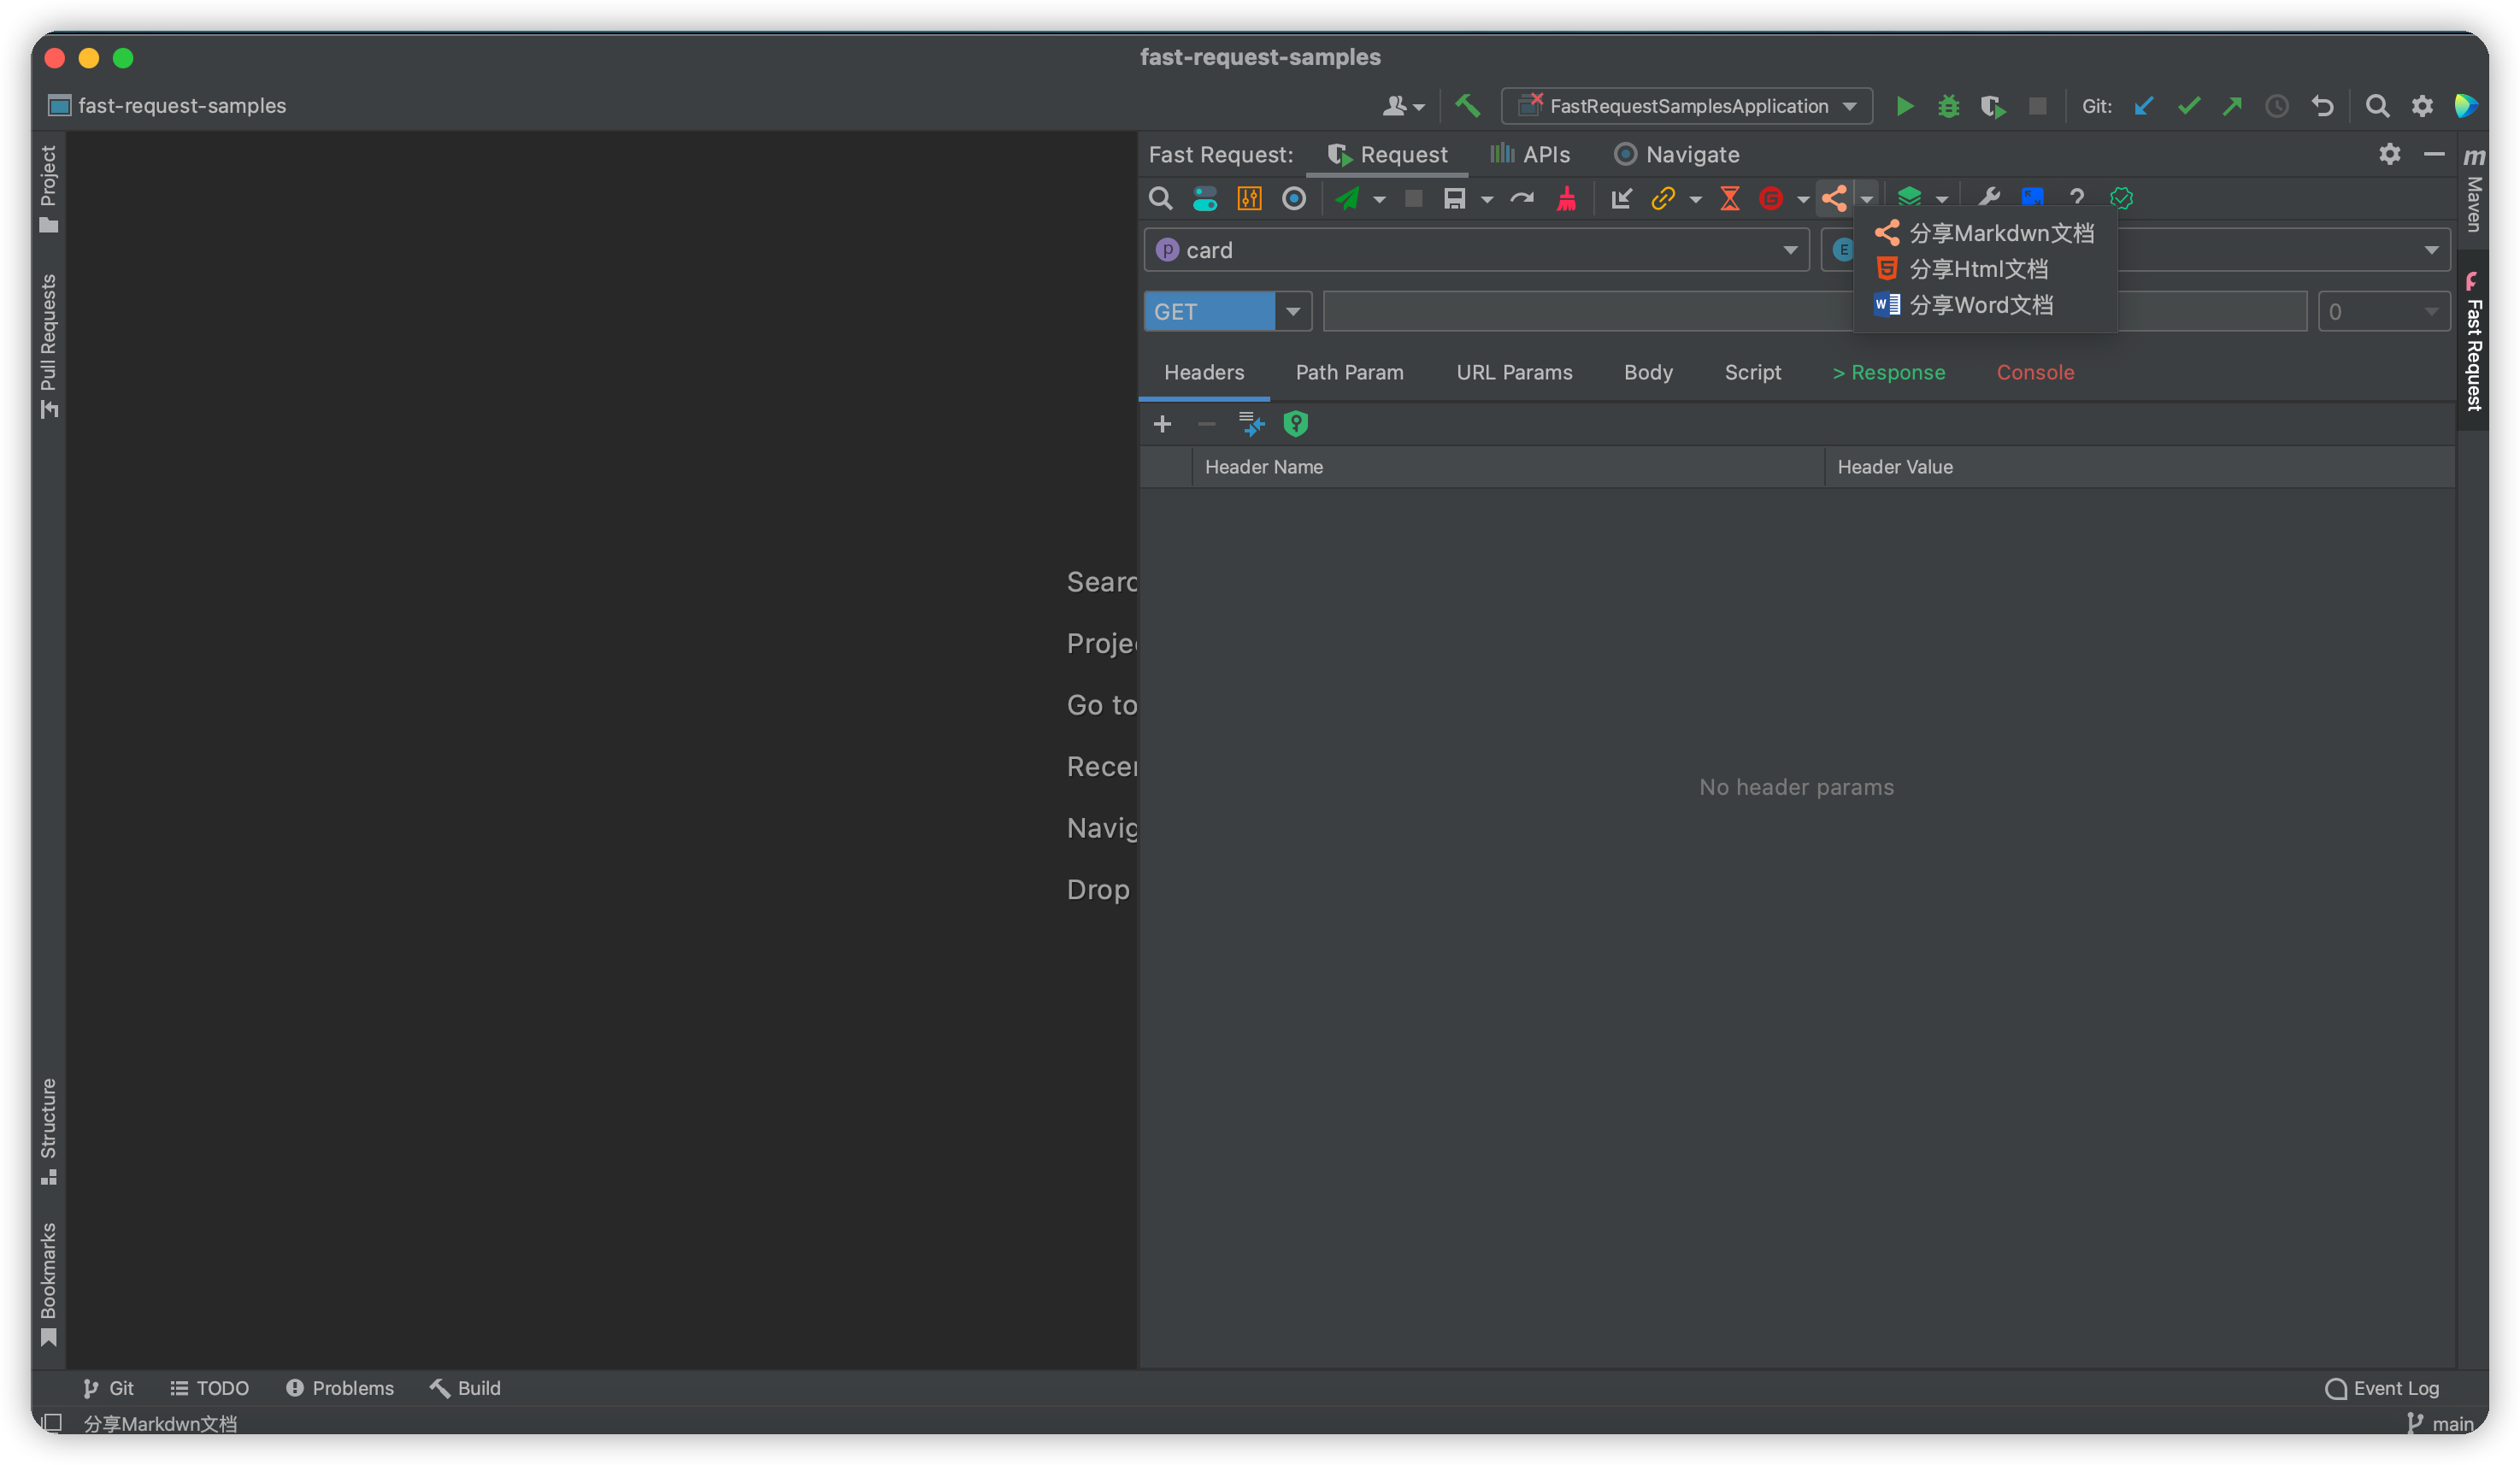 fast-request-samples
fast-request-samples
FastRequestSamplesApplication
Git:
Fast Request:
Request
APIs
Navigate
分享Markdwn文档
分享Html文档
分享Word文档
card
GET
0
Headers
Path Param
URL Params
Body
Script
> Response
Console
Header Name
Header Value
No header params
Searc
Projec
Go to
Recer
Navig
Drop
Project
Pull Requests
Structure
Bookmarks
Maven
Fast Request
Git
TODO
Problems
Build
Event Log
分享Markdwn文档
main